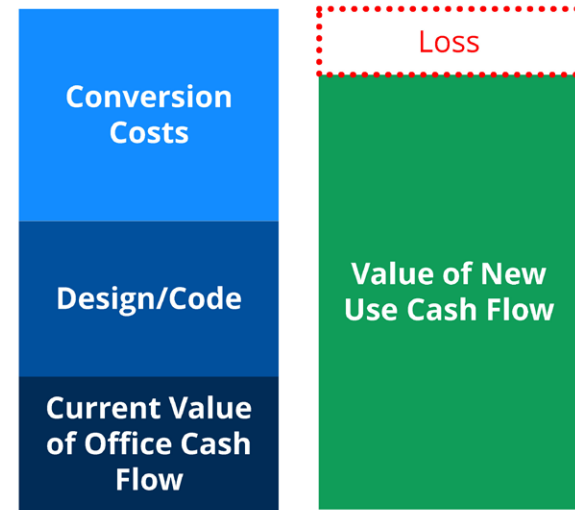 Conversion
Costs
Design/Code
Current Value
of Office Cash
Flow
Loss
Value of New
Use Cash Flow